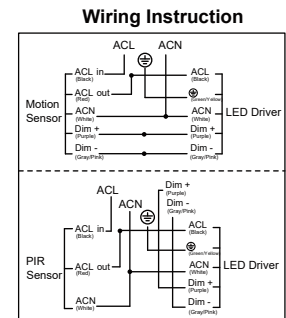 Wiring Instruction
ACL ACN
ACL in
(Black)
ACL out
(Red)
ACN
(White)
Dim +
(Purple)
Dim -
(Gray/Pink)
Motion
Sensor
ACL
(Black)
(Green/Yellow)
ACN
(White)
Dim +
(Purple)
Dim -
(Gray/Pink)
LED Driver
ACL
ACN
Dim +
(Purple)
Dim -
(Gray/Pink)
ACL in
(Black)
ACL out
(Red)
ACN
(White)
PIR
Sensor
ACL
(Black)
(Green/Yellow)
ACN
(White)
Dim +
(Purple)
Dim -
(Gray/Pink)
LED Driver